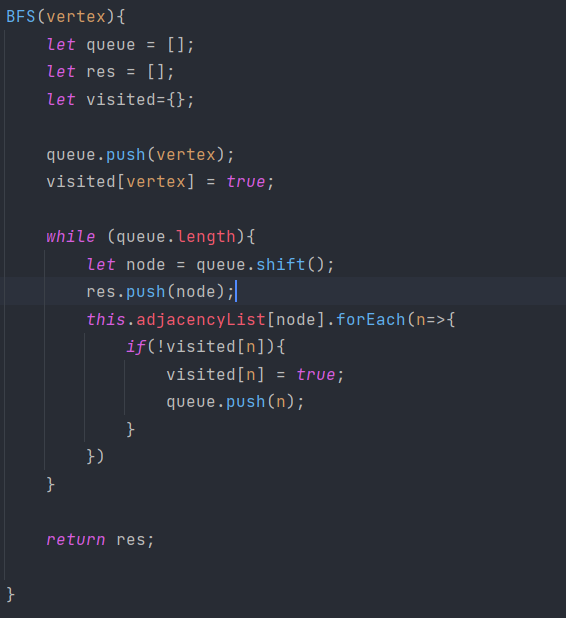 BFS(vertex){
    let queue = [];
    let res = [];
    let visited={};

    queue.push(vertex);
    visited[vertex] = true;

    while (queue.length){
        let node = queue.shift();
        res.push(node);
        this.adjacencyList[node].forEach(n=>{
            if(!visited[n]){
                visited[n] = true;
                queue.push(n);
            }
        })
    }

    return res;

}